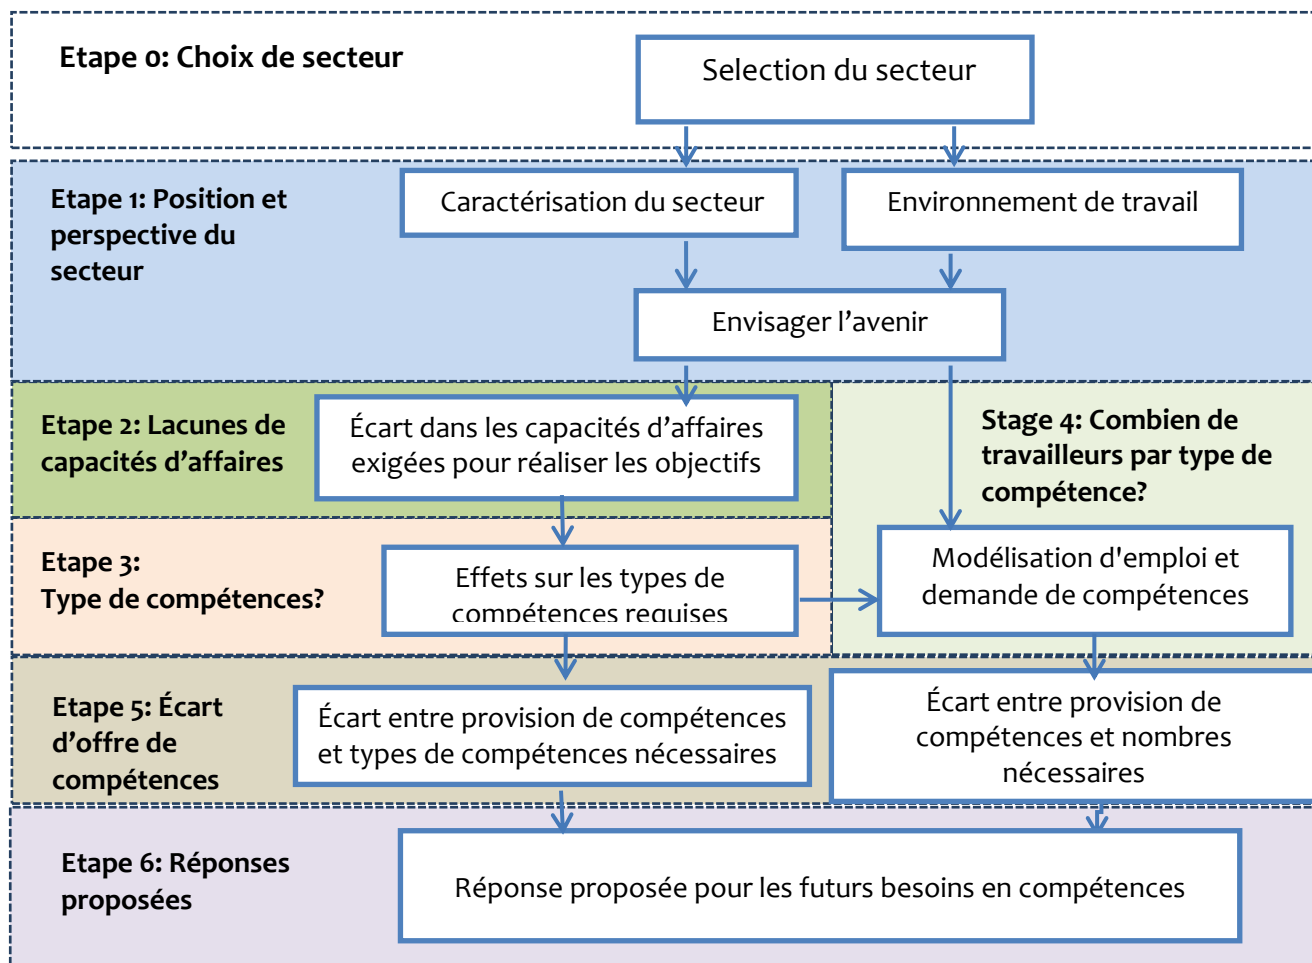 Etape 0: Choix de secteur
Selection du secteur
Etape 1: Position et
perspective du
secteur
Caractérisation du secteur
Environnement de travail
Envisager l’avenir
Etape 2: Lacunes de
capacités d’affaires
Écart dans les capacités d’affaires
exigées pour réaliser les objectifs
Stage 4: Combien de
travailleurs par type de
compétence?
Etape 3:
Type de compétences?
Effets sur les types de
compétences requises
Modélisation d'emploi et
demande de compétences
Etape 5: Écart
d’offre de
compétences
Écart entre provision de compétences
et types de compétences nécessaires
Écart entre provision de
compétences et nombres
nécessaires
Etape 6: Réponses
proposées
Réponse proposée pour les futurs besoins en compétences